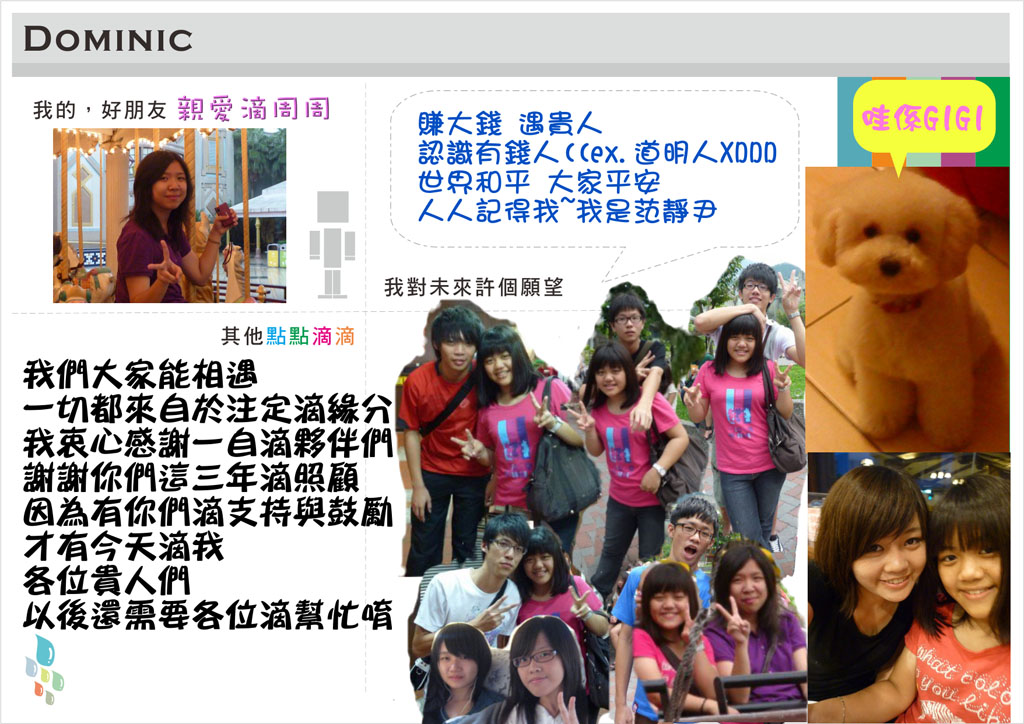 DOMINIC
我的，好朋友 親愛滴周周
賺大錢 遇貴人
認識有錢人((ex.道明人XDDD
世界和平 大家平安
人人記得我~我是范靜尹
哇係GIGI
我對未來許個願望
其他點點滴滴
我們大家能相遇
一切都來自於注定滴緣分
我衷心感謝一自滴夥伴們
謝謝你們這三年滴照顧
因為有你們滴支持與鼓勵
才有今天滴我
各位貴人們
以後還需要各位滴幫忙唷
what colo
you like